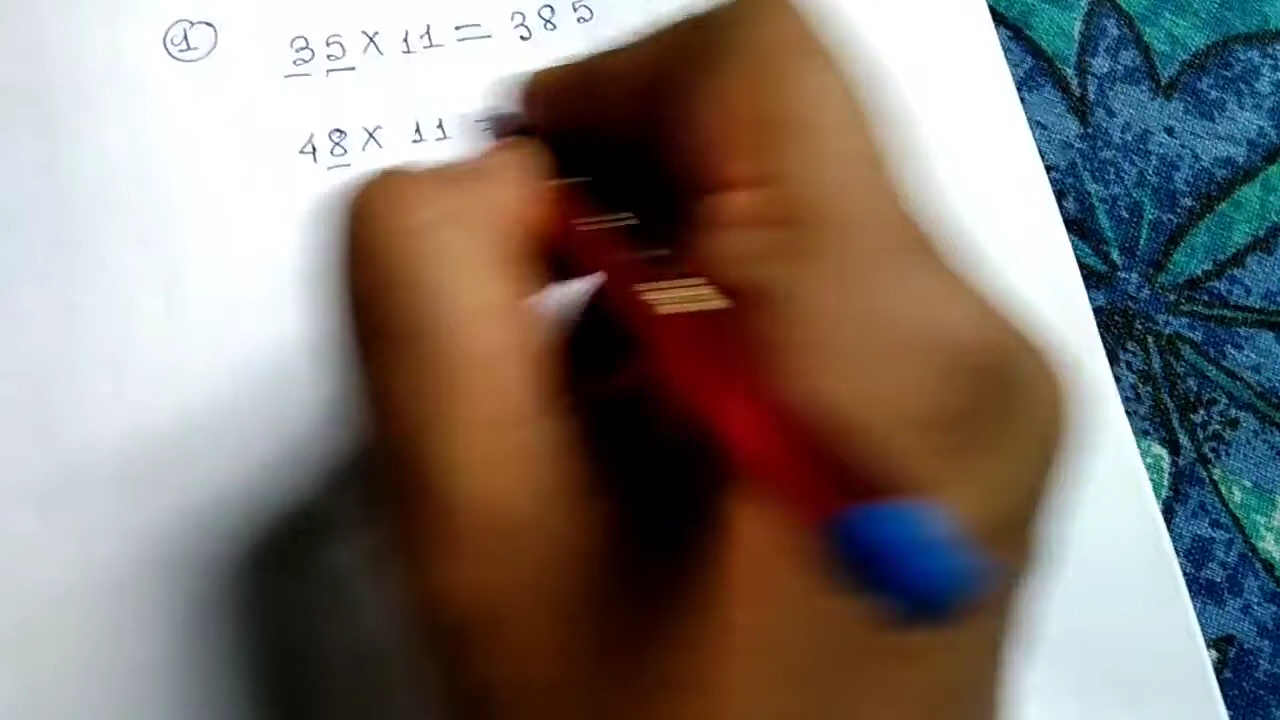 1 35 × 11 = 385
48 × 11 =